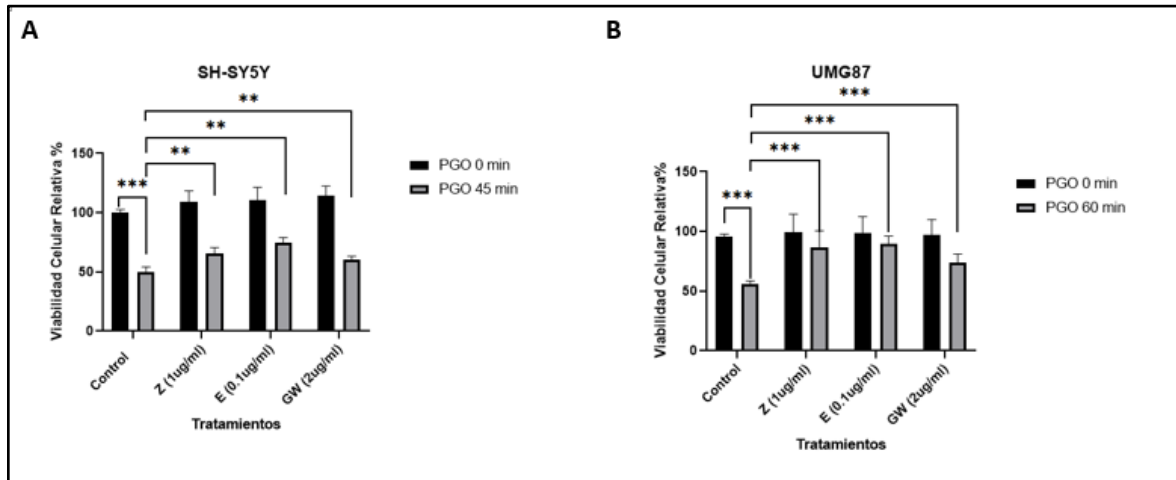 A
SH-SY5Y
**
**
**
***
Viabilidad Celular Relativa %
150
100
50
0
Control
Z (1ug/ml)
E (0.1ug/ml)
GW (2ug/ml)
Tratamientos
PGO 0 min
PGO 45 min
B
UMG87
***
***
***
***
Viabilidad Celular Relativa%
150
100
50
0
Control
Z (1ug/ml)
E (0.1ug/ml)
GW (2ug/ml)
Tratamientos
PGO 0 min
PGO 60 min